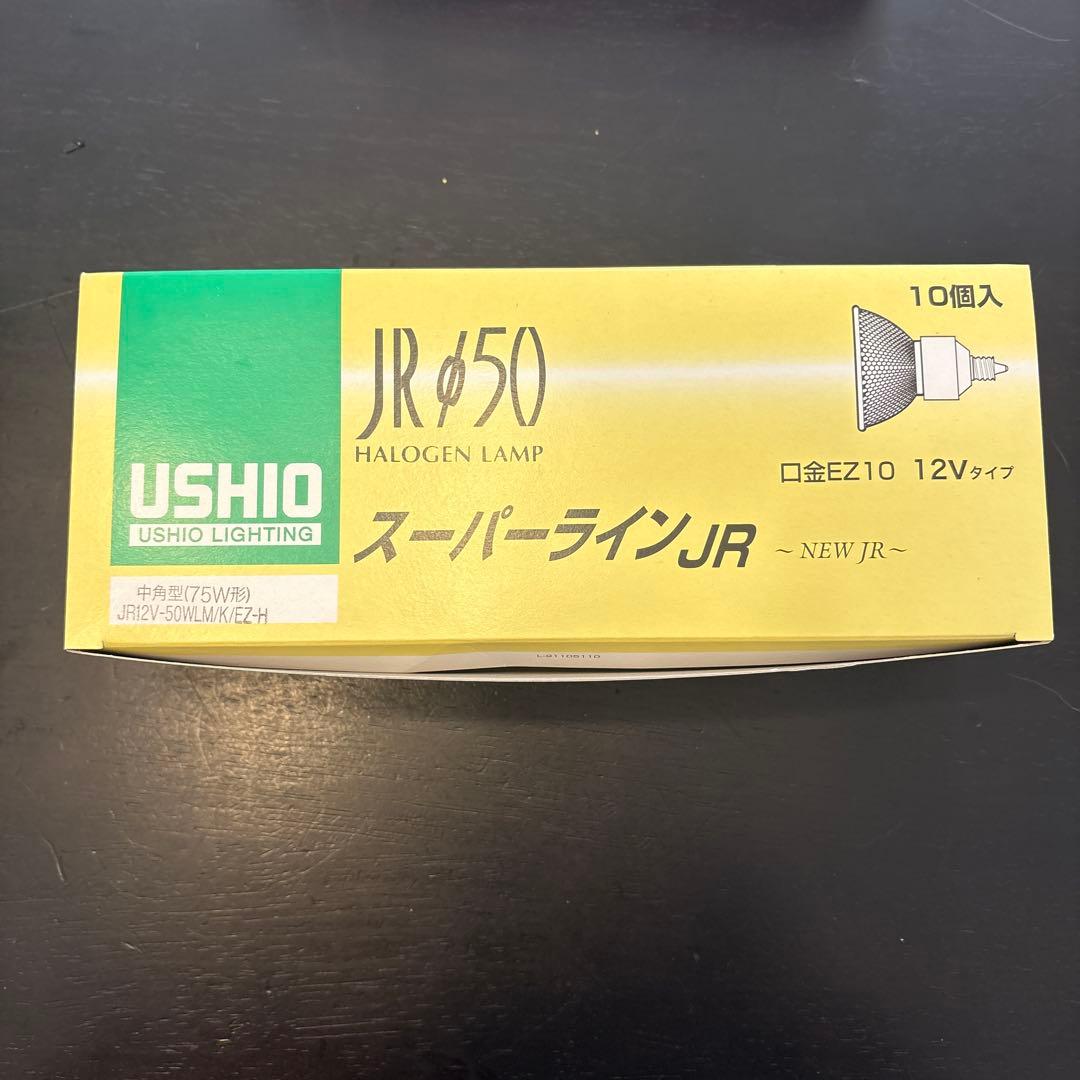 10個入
JRφ50
HALOGEN LAMP
USHIO
USHIO LIGHTING
口金EZ10 12Vタイプ
スーパーラインJR ～NEW JR～
中角型(75W形)
JR12V-50WLM/K/EZ-H
L-91106110